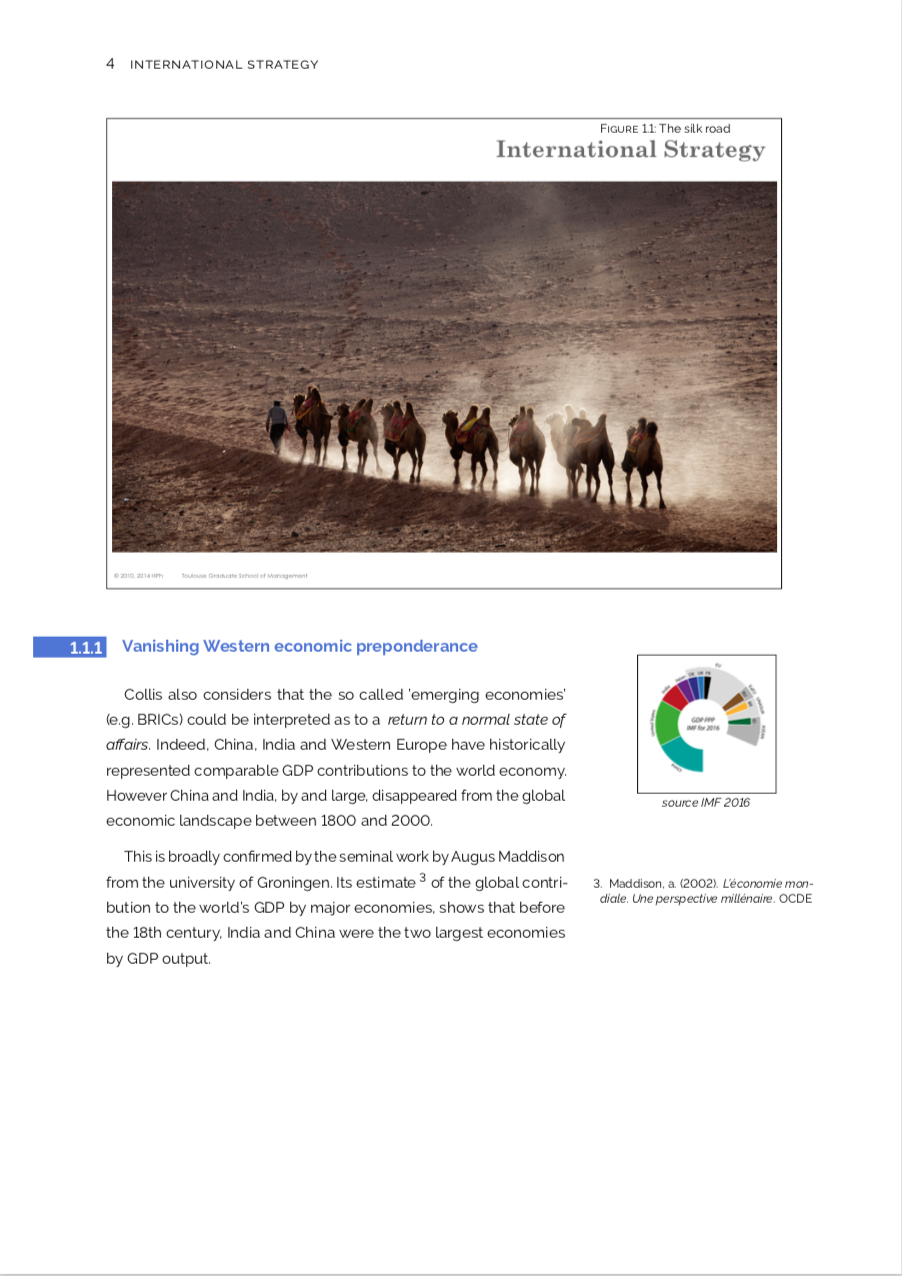 4 INTERNATIONAL STRATEGY
FIGURE 1.1: The silk road
International Strategy
© 2010, 2014 HPh Toulouse Graduate School of Management
1.1.1 Vanishing Western economic preponderance
Collis also considers that the so called 'emerging economies'
(e.g. BRICs) could be interpreted as to a return to a normal state of
affairs. Indeed, China, India and Western Europe have historically
represented comparable GDP contributions to the world economy.
However China and India, by and large, disappeared from the global
economic landscape between 1800 and 2000.
This is broadly confirmed by the seminal work by Augus Maddison
from the university of Groningen. Its estimate 3 of the global contri-
bution to the world's GDP by major economies, shows that before
the 18th century, India and China were the two largest economies
by GDP output.
EU
India
China
GDP PPP
IMF for 2016
source IMF 2016
3. Maddison, a. (2002). L'économie mon-
diale. Une perspective millénaire. OCDE